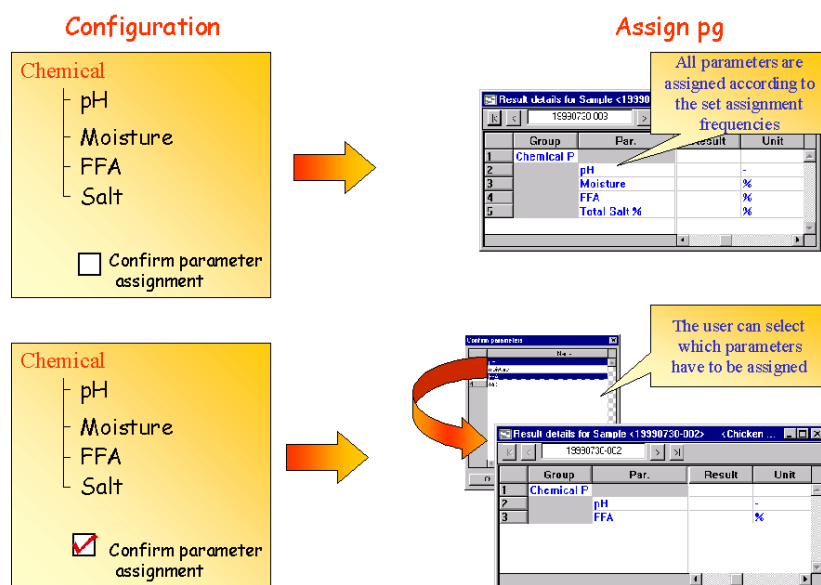 Configuration
Assign pg
Chemical
pH
Moisture
FFA
Salt
Confirm parameter
assignment
All parameters are
assigned according to
the set assignment
frequencies
Result details for Sample <19990
19990730-003
Group Par. Result Unit
1 Chemical P
2 pH -
3 Moisture %
4 FFA %
5 Total Salt %  %
Chemical
pH
Moisture
FFA
Salt
Confirm parameter
assignment
The user can select
which parameters
have to be assigned
Confirm parameters
FFA
Result details for Sample <19990730-002> <Chicken ...
19990730-002
Group Par. Result Unit
1 Chemical P
2 pH -
3 FFA %